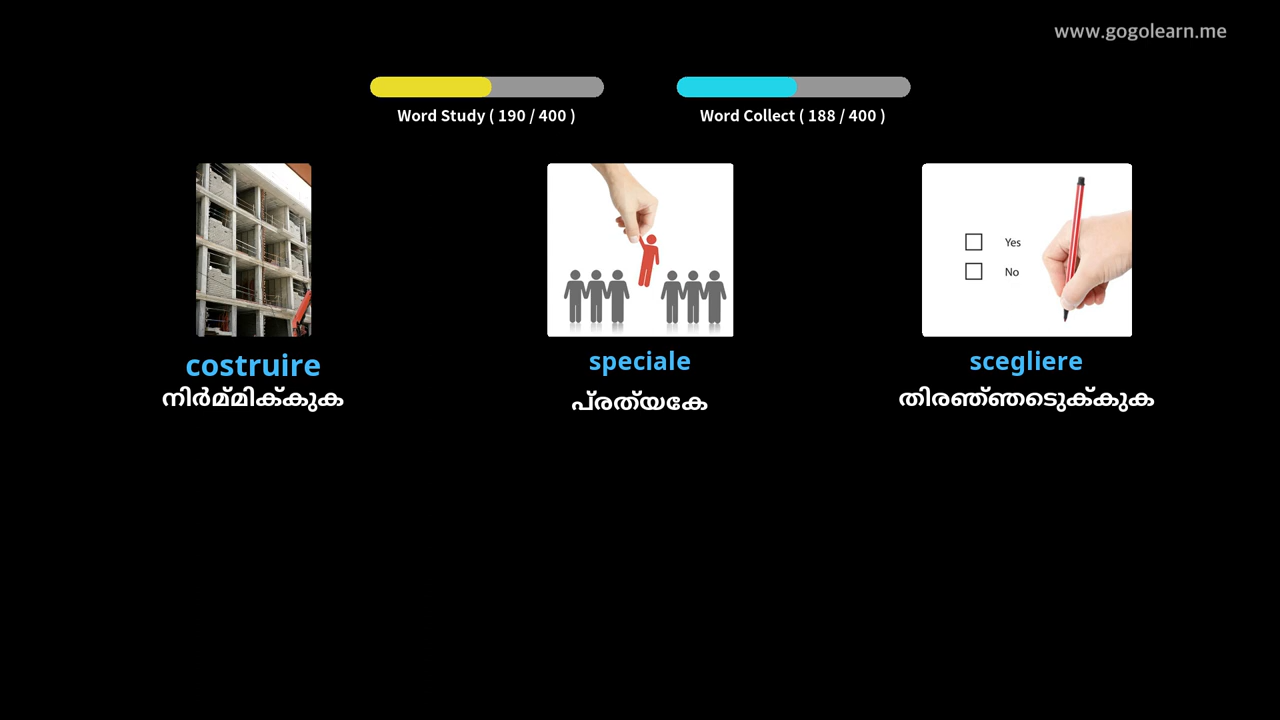 www.gogolearn.me
Word Study ( 190 / 400 )
Word Collect ( 188 / 400 )
Yes
No
costruire
speciale
scegliere
നിർമ്മിക്കുക
പ്രത്യകേ
തിരഞ്ഞടെുക്കുക